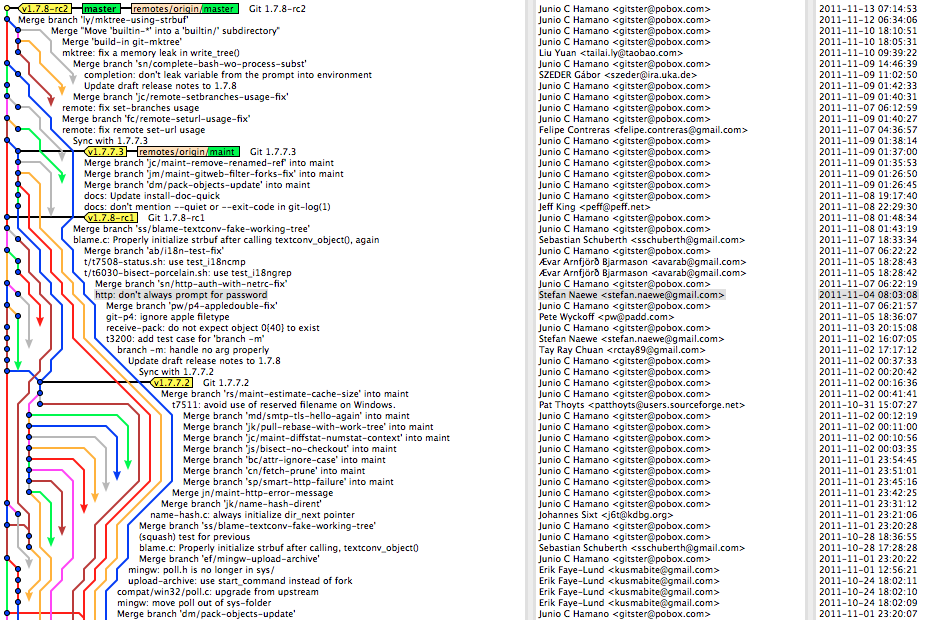 v1.7.8-rc2 master remotes/origin/master Git 1.7.8-rc2 Junio C Hamano <gitster@pobox.com> 2011-11-13 07:14:53
Merge branch 'ly/mktree-using-strbuf' Junio C Hamano <gitster@pobox.com> 2011-11-12 06:34:06
Merge "Move 'builtin-*' into a 'builtin/' subdirectory" Junio C Hamano <gitster@pobox.com> 2011-11-10 18:10:51
Merge 'build-in git-mktree' Junio C Hamano <gitster@pobox.com> 2011-11-10 18:05:31
mktree: fix a memory leak in write_tree() Liu Yuan <tailai.ly@taobao.com> 2011-11-10 09:39:22
Merge branch 'sn/complete-bash-wo-process-subst' Junio C Hamano <gitster@pobox.com> 2011-11-09 14:46:39
completion: don't leak variable from the prompt into environment SZEDER Gábor <szeder@ira.uka.de> 2011-11-09 11:02:50
Update draft release notes to 1.7.8 Junio C Hamano <gitster@pobox.com> 2011-11-09 01:42:33
Merge branch 'jc/remote-setbranches-usage-fix' Junio C Hamano <gitster@pobox.com> 2011-11-09 01:40:31
remote: fix set-branches usage Junio C Hamano <gitster@pobox.com> 2011-11-07 06:12:59
Merge branch 'fc/remote-seturl-usage-fix' Junio C Hamano <gitster@pobox.com> 2011-11-09 01:40:27
remote: fix remote set-url usage Felipe Contreras <felipe.contreras@gmail.com> 2011-11-07 04:36:57
Sync with 1.7.7.3 Junio C Hamano <gitster@pobox.com> 2011-11-09 01:38:14
v1.7.7.3 remotes/origin/maint Git 1.7.7.3 Junio C Hamano <gitster@pobox.com> 2011-11-09 01:37:00
Merge branch 'jc/maint-remove-renamed-ref' into maint Junio C Hamano <gitster@pobox.com> 2011-11-09 01:35:53
Merge branch 'jm/maint-gitweb-filter-forks-fix' into maint Junio C Hamano <gitster@pobox.com> 2011-11-09 01:26:50
Merge branch 'dm/pack-objects-update' into maint Junio C Hamano <gitster@pobox.com> 2011-11-09 01:26:45
docs: Update install-doc-quick Junio C Hamano <gitster@pobox.com> 2011-11-08 19:17:40
docs: don't mention --quiet or --exit-code in git-log(1) Jeff King <peff@peff.net> 2011-11-08 22:29:30
v1.7.8-rc1 Git 1.7.8-rc1 Junio C Hamano <gitster@pobox.com> 2011-11-08 01:48:34
Merge branch 'ss/blame-textconv-fake-working-tree' Junio C Hamano <gitster@pobox.com> 2011-11-08 01:43:19
blame.c: Properly initialize strbuf after calling textconv_object(), again Sebastian Schuberth <sschuberth@gmail.com> 2011-11-07 18:33:34
Merge branch 'ab/i18n-test-fix' Junio C Hamano <gitster@pobox.com> 2011-11-07 06:22:22
t/t7508-status.sh: use test_i18ncmp Ævar Arnfjörð Bjarmason <avarab@gmail.com> 2011-11-05 18:28:43
t/t6030-bisect-porcelain.sh: use test_i18ngrep Ævar Arnfjörð Bjarmason <avarab@gmail.com> 2011-11-05 18:28:42
Merge branch 'sn/http-auth-with-netrc-fix' Junio C Hamano <gitster@pobox.com> 2011-11-07 06:22:19
http: don't always prompt for password Stefan Naewe <stefan.naewe@gmail.com> 2011-11-04 08:03:08
Merge branch 'pw/p4-appledouble-fix' Junio C Hamano <gitster@pobox.com> 2011-11-07 06:21:57
git-p4: ignore apple filetype Pete Wyckoff <pw@padd.com> 2011-11-05 18:36:07
receive-pack: do not expect object 0{40} to exist Junio C Hamano <gitster@pobox.com> 2011-11-03 20:15:08
t3200: add test case for 'branch -m' Stefan Naewe <stefan.naewe@gmail.com> 2011-11-02 16:07:05
branch -m: handle no arg properly Tay Ray Chuan <rctay89@gmail.com> 2011-11-02 17:17:12
Update draft release notes to 1.7.8 Junio C Hamano <gitster@pobox.com> 2011-11-02 00:37:33
Sync with 1.7.7.2 Junio C Hamano <gitster@pobox.com> 2011-11-02 00:20:42
v1.7.7.2 Git 1.7.7.2 Junio C Hamano <gitster@pobox.com> 2011-11-02 00:16:36
Merge branch 'rs/maint-estimate-cache-size' into maint Junio C Hamano <gitster@pobox.com> 2011-11-02 00:41:41
t7511: avoid use of reserved filename on Windows. Pat Thoyts <patthoyts@users.sourceforge.net> 2011-10-31 15:07:27
Merge branch 'md/smtp-tls-hello-again' into maint Junio C Hamano <gitster@pobox.com> 2011-11-02 00:12:19
Merge branch 'jk/pull-rebase-with-work-tree' into maint Junio C Hamano <gitster@pobox.com> 2011-11-02 00:11:00
Merge branch 'jc/maint-diffstat-numstat-context' into maint Junio C Hamano <gitster@pobox.com> 2011-11-02 00:10:56
Merge branch 'js/bisect-no-checkout' into maint Junio C Hamano <gitster@pobox.com> 2011-11-02 00:03:35
Merge branch 'bc/attr-ignore-case' into maint Junio C Hamano <gitster@pobox.com> 2011-11-01 23:54:45
Merge branch 'cn/fetch-prune' into maint Junio C Hamano <gitster@pobox.com> 2011-11-01 23:51:01
Merge branch 'sp/smart-http-failure' into maint Junio C Hamano <gitster@pobox.com> 2011-11-01 23:45:16
Merge jn/maint-http-error-message Junio C Hamano <gitster@pobox.com> 2011-11-01 23:42:25
Merge branch 'jk/name-hash-dirent' Junio C Hamano <gitster@pobox.com> 2011-11-01 23:31:12
name-hash.c: always initialize dir_next pointer Johannes Sixt <j6t@kdbg.org> 2011-11-01 23:21:06
Merge branch 'ss/blame-textconv-fake-working-tree' Junio C Hamano <gitster@pobox.com> 2011-11-01 23:20:28
(squash) test for previous Junio C Hamano <gitster@pobox.com> 2011-10-28 18:36:55
blame.c: Properly initialize strbuf after calling, textconv_object() Sebastian Schuberth <sschuberth@gmail.com> 2011-10-28 17:28:28
Merge branch 'ef/mingw-upload-archive' Junio C Hamano <gitster@pobox.com> 2011-11-01 23:20:22
mingw: poll.h is no longer in sys/ Erik Faye-Lund <kusmabite@gmail.com> 2011-11-01 12:56:21
upload-archive: use start_command instead of fork Erik Faye-Lund <kusmabite@gmail.com> 2011-10-24 18:02:11
compat/win32/poll.c: upgrade from upstream Erik Faye-Lund <kusmabite@gmail.com> 2011-10-24 18:02:10
mingw: move poll out of sys-folder Erik Faye-Lund <kusmabite@gmail.com> 2011-10-24 18:02:09
Merge branch 'dm/pack-objects-update' Junio C Hamano <gitster@pobox.com> 2011-11-01 23:20:07